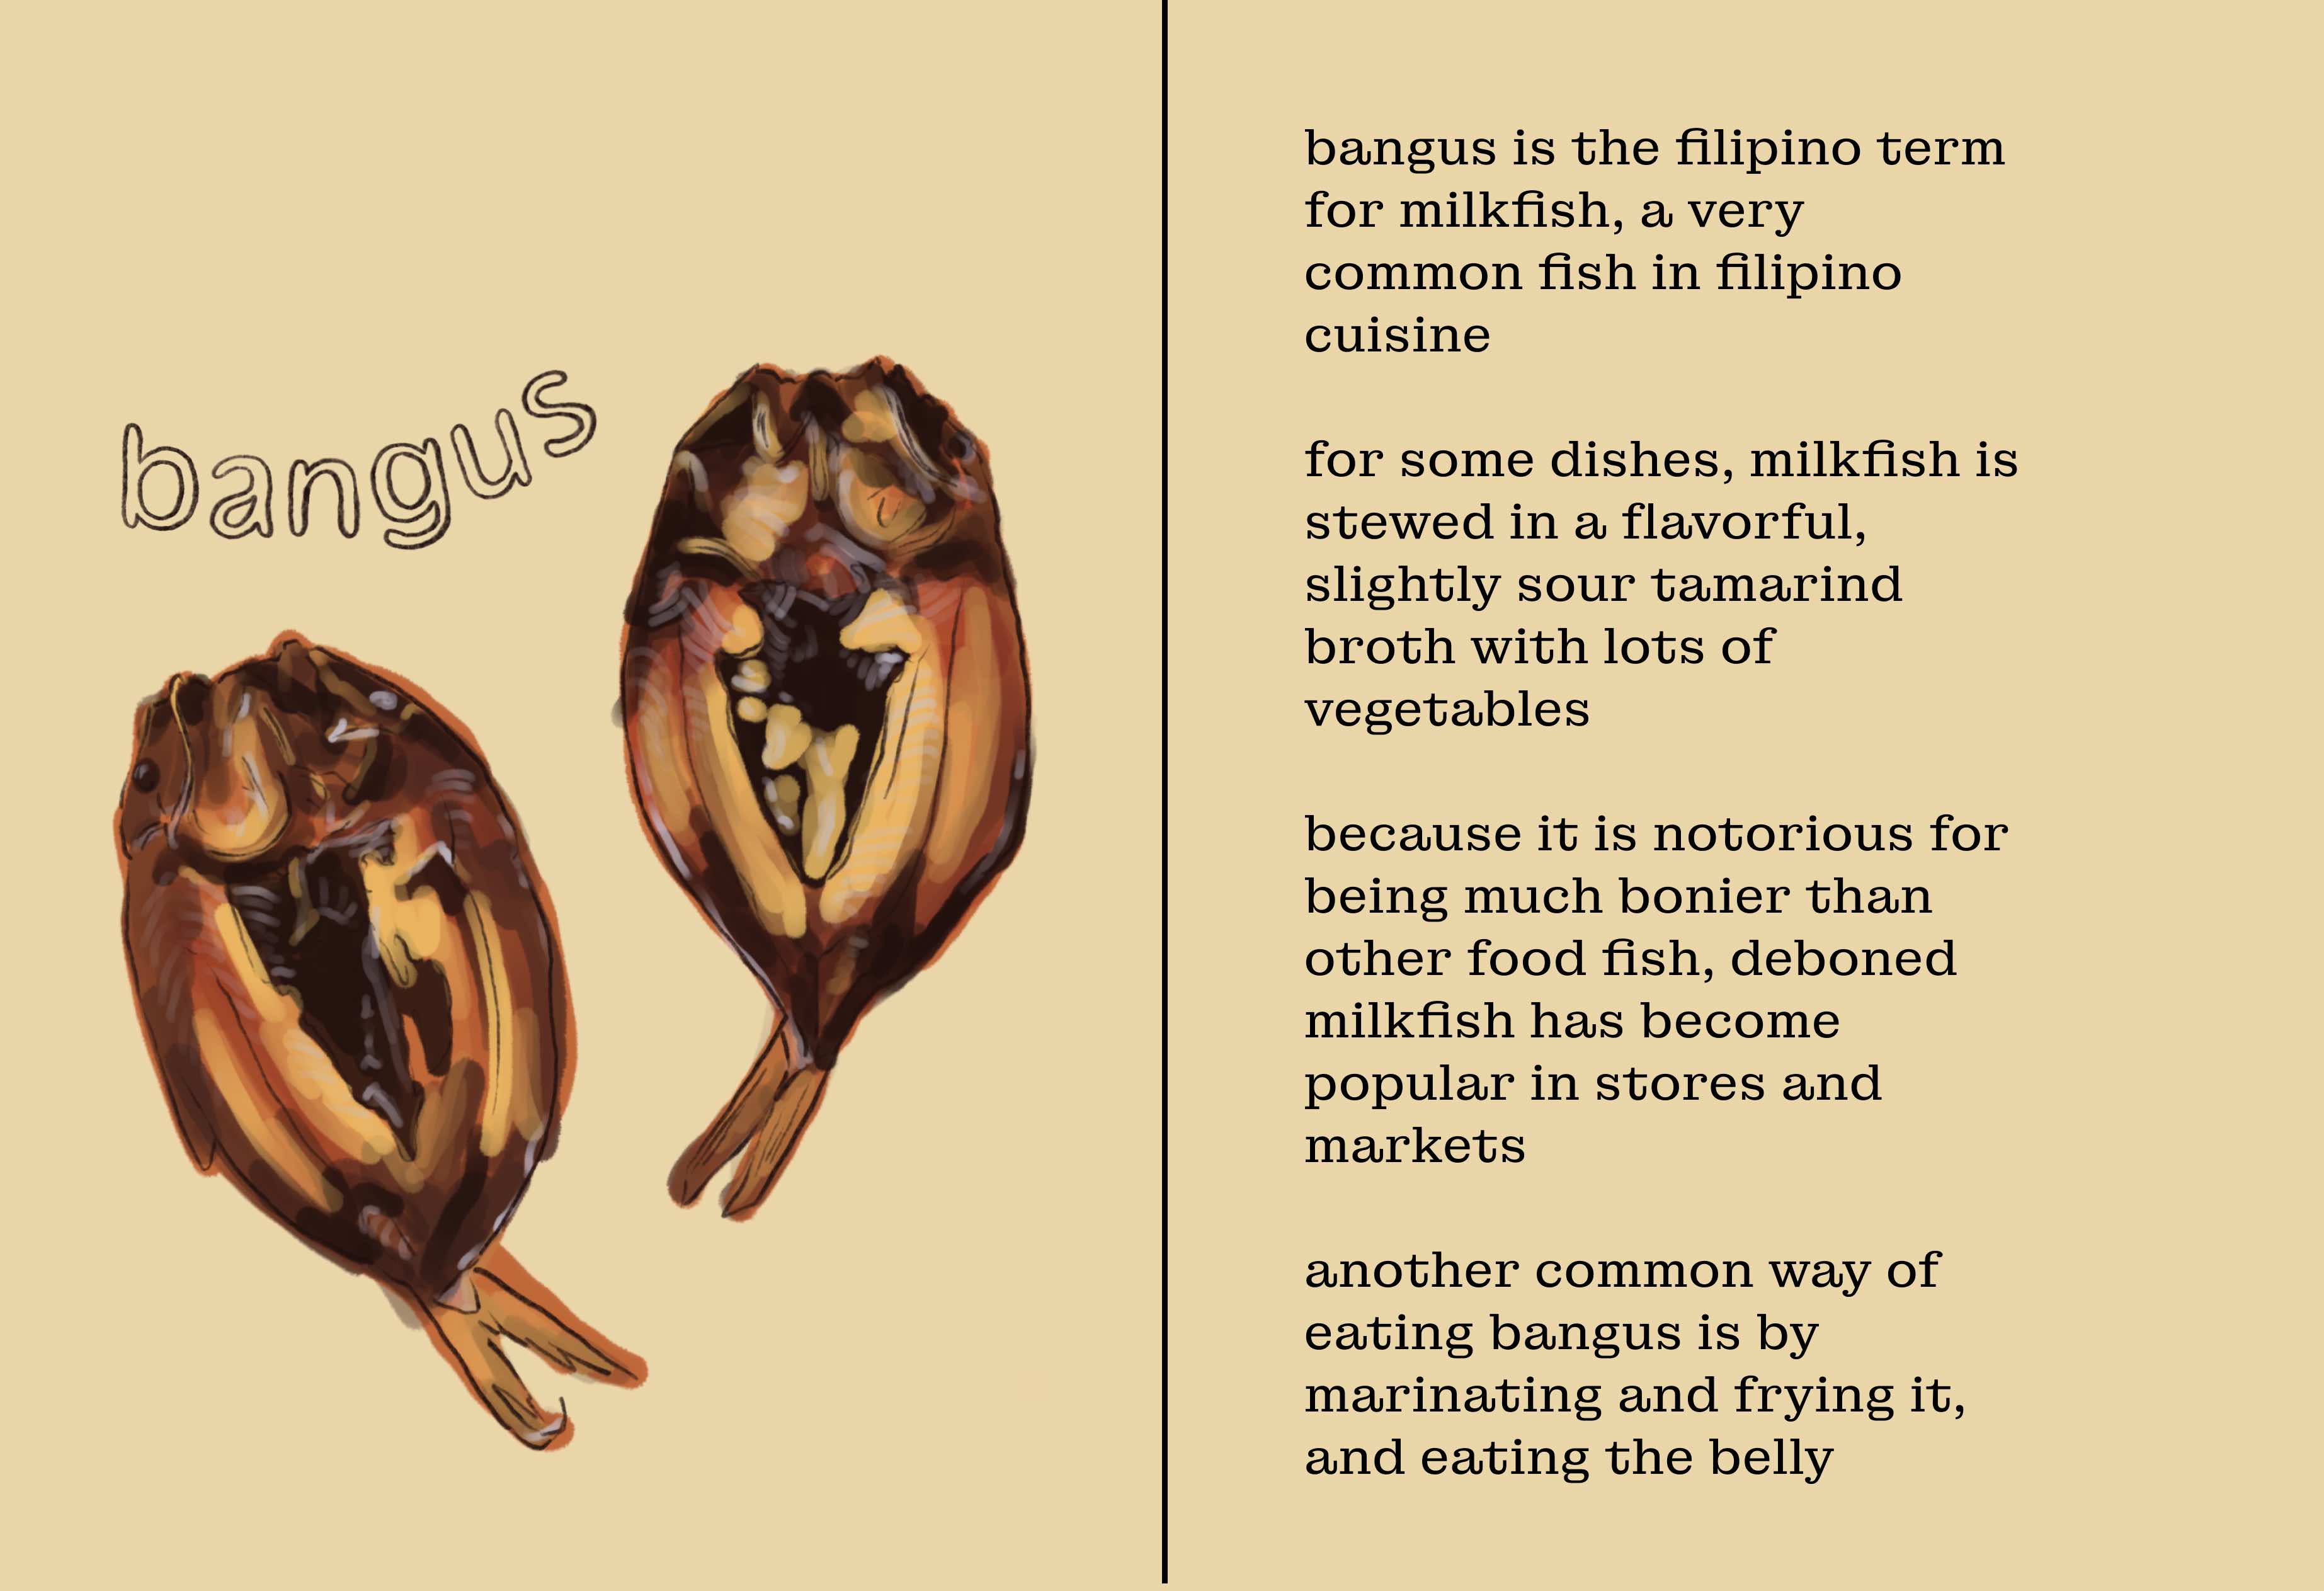 bangus
bangus is the filipino term
for milkfish, a very
common fish in filipino
cuisine
for some dishes, milkfish is
stewed in a flavorful,
slightly sour tamarind
broth with lots of
vegetables
because it is notorious for
being much bonier than
other food fish, deboned
milkfish has become
popular in stores and
markets
another common way of
eating bangus is by
marinating and frying it,
and eating the belly